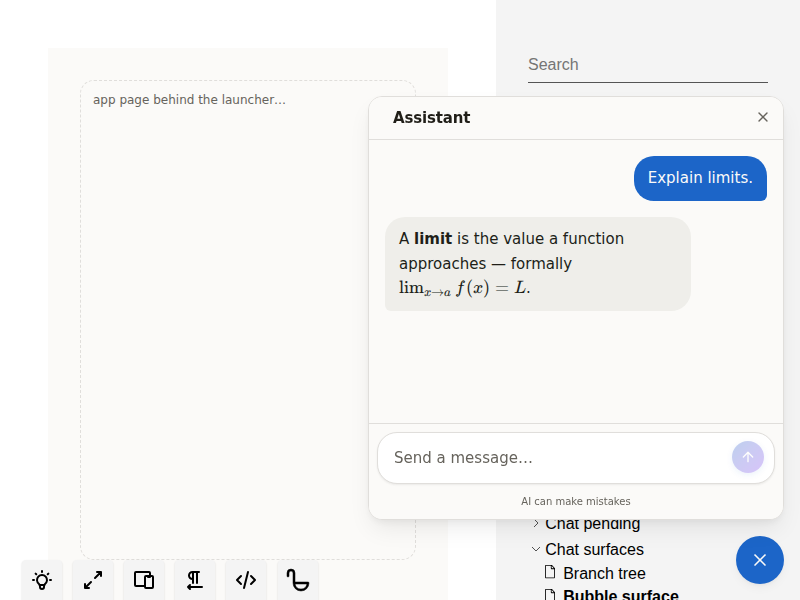 Search
app page behind the launcher...
Assistant
Explain limits.
A limit is the value a function
approaches — formally
lim_{x→a} f(x) = L.
Send a message...
AI can make mistakes
Chat pending
Chat surfaces
Branch tree
Bubble surface